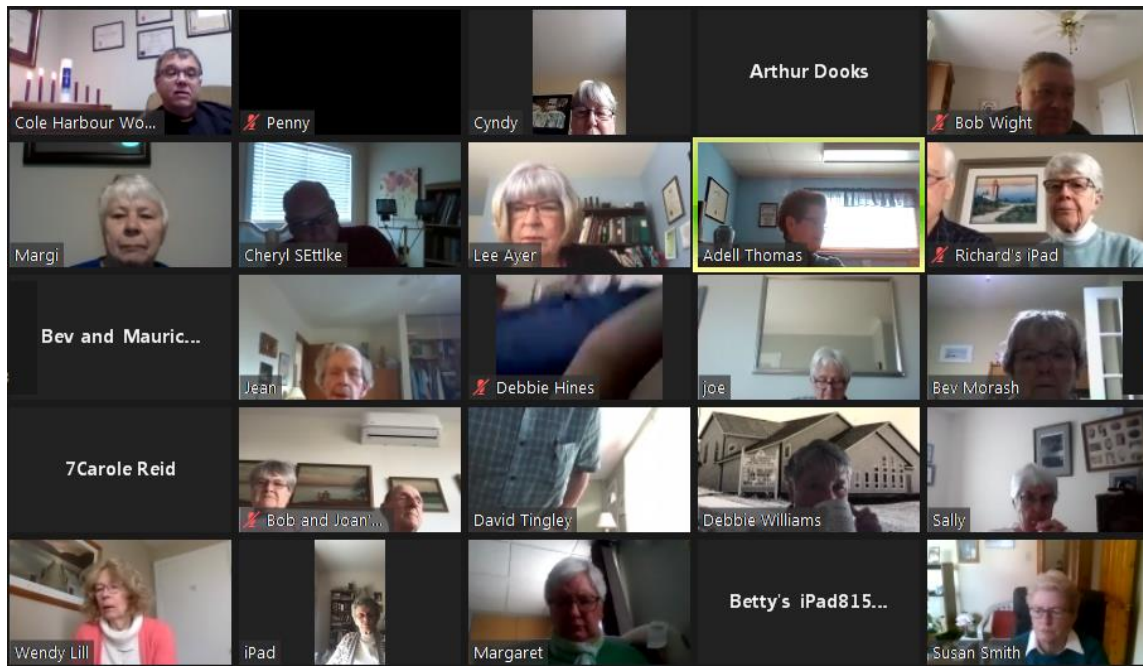 Cole Harbour Wo...
Penny
Cyndy
Arthur Dooks
Bob Wight
Margi
Cheryl SEttlke
Lee Ayer
Adell Thomas
Richard's iPad
Bev and Mauric...
Jean
Debbie Hines
joe
Bev Morash
7Carole Reid
Bob and Joan'...
David Tingley
Debbie Williams
Sally
Wendy Lill
iPad
Margaret
Betty's iPad815...
Susan Smith